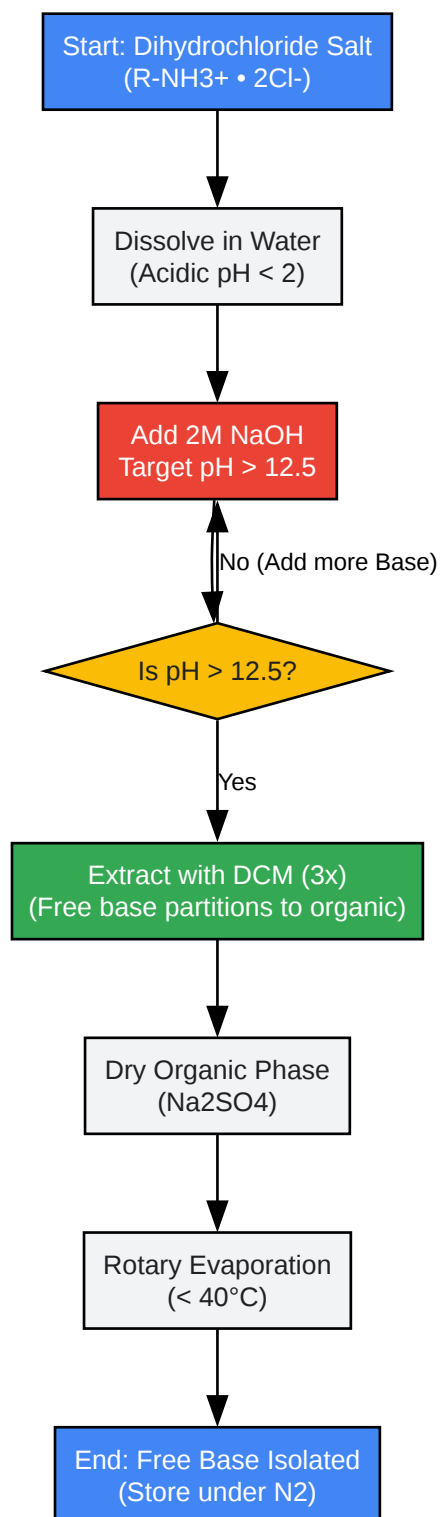 Start: Dihydrochloride Salt
(R-NH3+ • 2Cl-)
Dissolve in Water
(Acidic pH < 2)
Add 2M NaOH
Target pH > 12.5
No (Add more Base)
Is pH > 12.5?
Yes
Extract with DCM (3x)
(Free base partitions to organic)
Dry Organic Phase
(Na2SO4)
Rotary Evaporation
(< 40°C)
End: Free Base Isolated
(Store under N2)